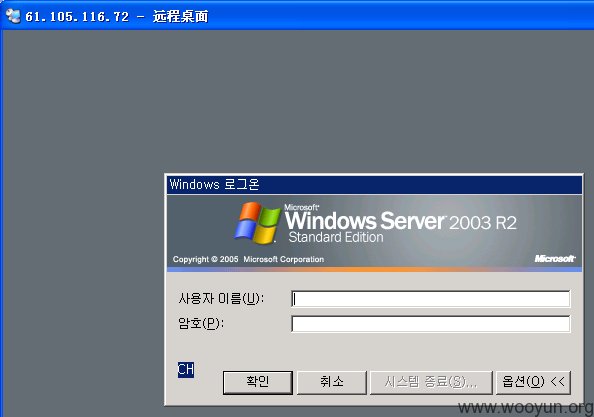 61.105.116.72 - 远程桌面
Windows 로그온
Microsoft
Windows Server 2003 R2
Standard Edition
Copyright © 2005 Microsoft Corporation
Microsoft
사용자 이름(U):
암호(P):
CH
확인
취소
시스템 종료(S)...
옵션(O) <<
www.wooyun.org